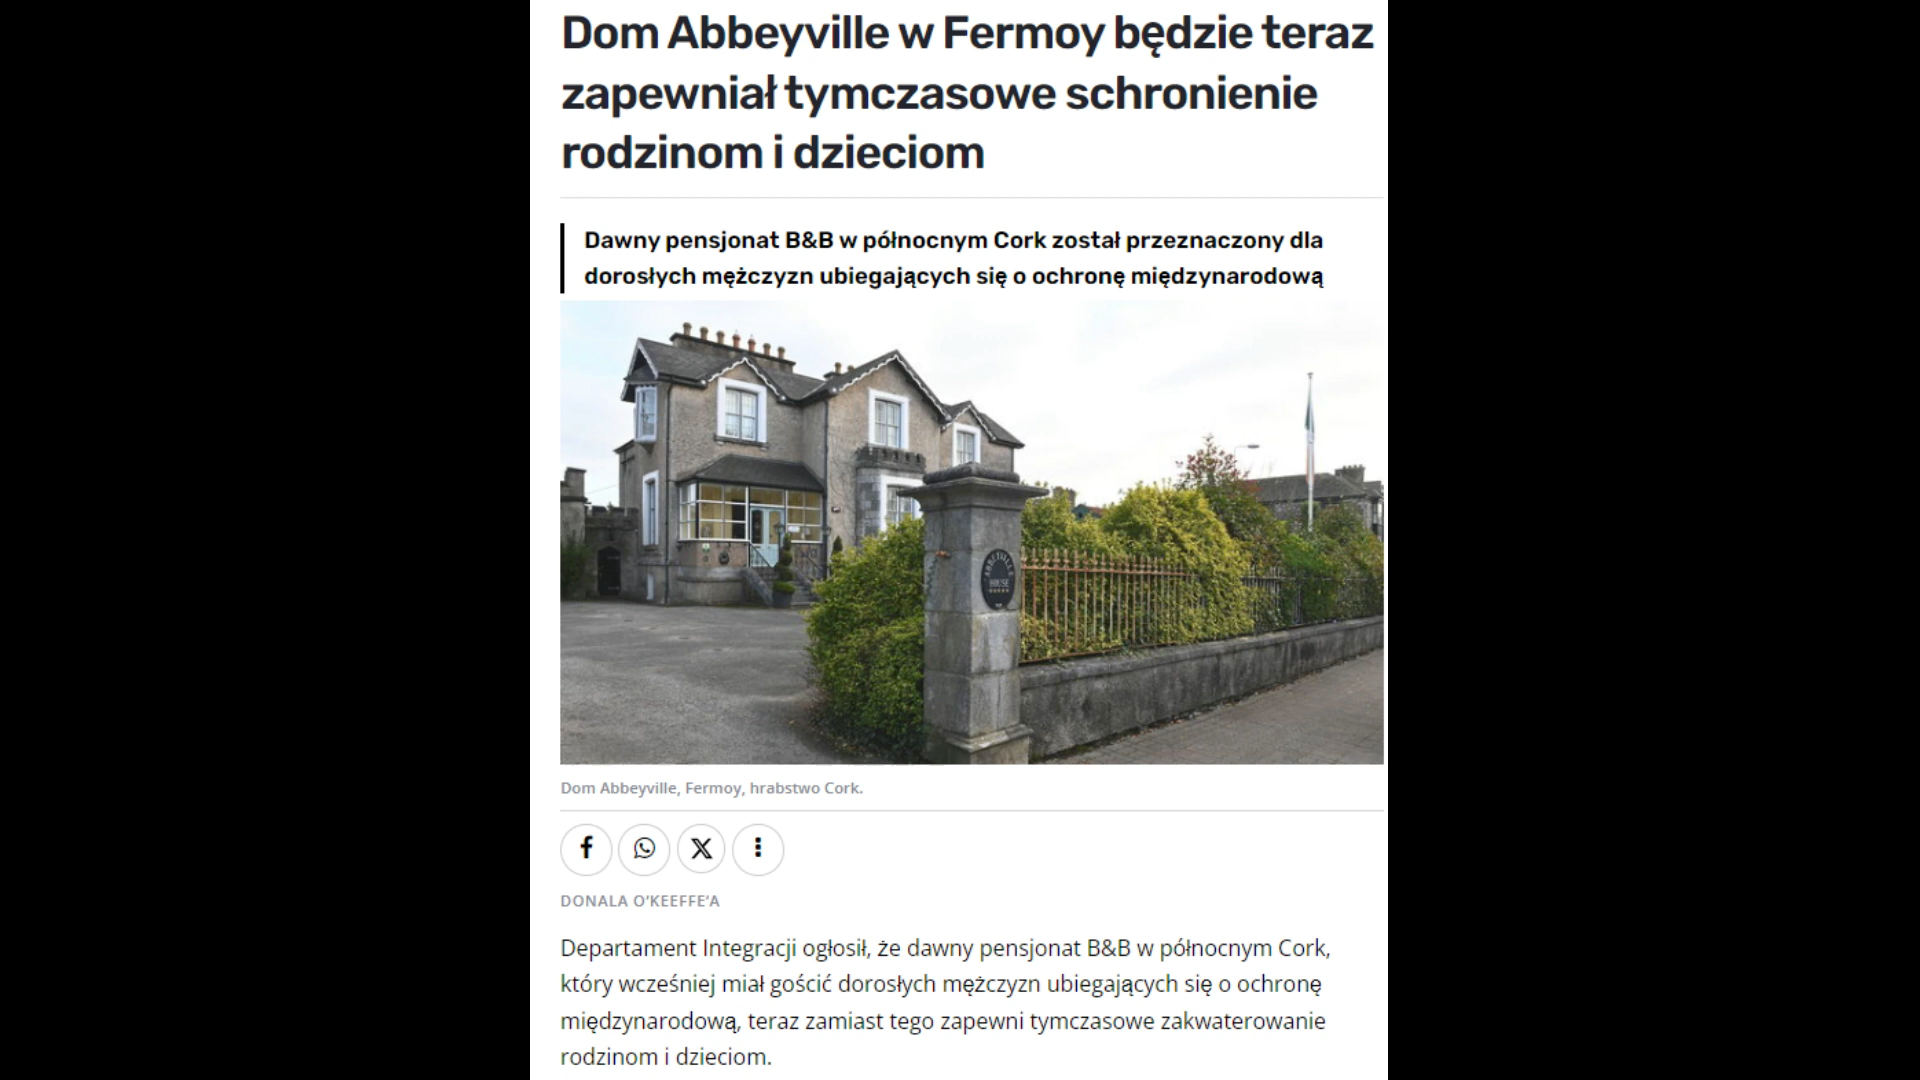 Dom Abbeyville w Fermoy będzie teraz
zapewniał tymczasowe schronienie
rodzinom i dzieciom
Dawny pensjonat B&B w północnym Cork został przeznaczony dla
dorosłych mężczyzn ubiegających się o ochronę międzynarodową
ABBEYVILLE
HOUSE
Dom Abbeyville, Fermoy, hrabstwo Cork.
DONALA O'KEEFFE'A
Departament Integracji ogłosił, że dawny pensjonat B&B w północnym Cork,
który wcześniej miał gościć dorosłych mężczyzn ubiegających się o ochronę
międzynarodową, teraz zamiast tego zapewni tymczasowe zakwaterowanie
rodzinom i dzieciom.